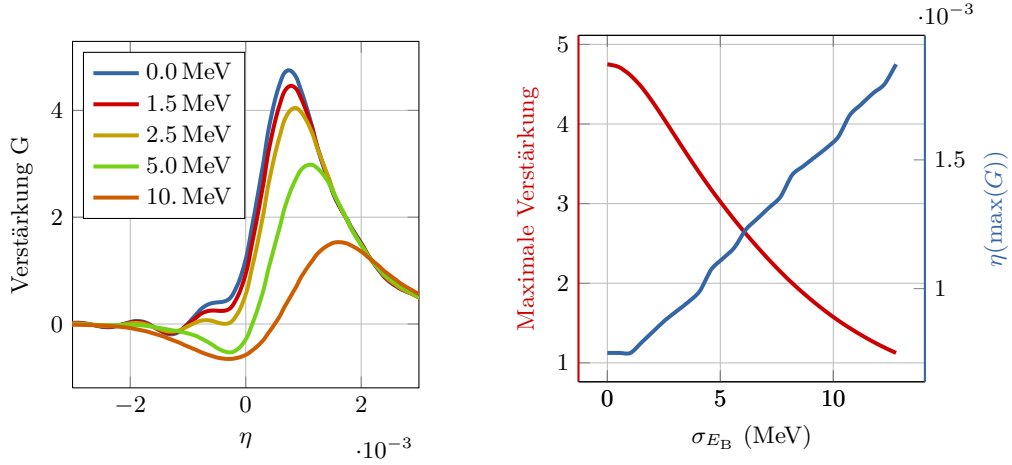 Verstärkung G
4
2
0
−2
0
2
η
·10⁻³
0.0 MeV
1.5 MeV
2.5 MeV
5.0 MeV
10. MeV
Maximale Verstärkung
5
4
3
2
1
0
5
10
σ_{E_B} (MeV)
·10⁻³
1.5
1
η(max(G))